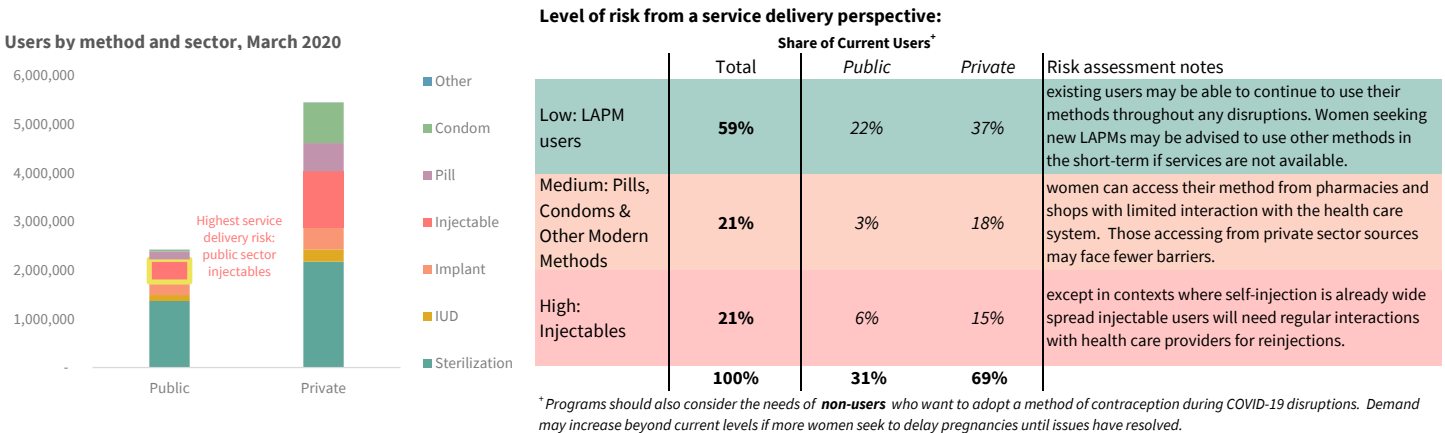 Level of risk from a service delivery perspective:
Users by method and sector, March 2020
6,000,000
5,000,000
4,000,000
3,000,000
2,000,000
1,000,000
-
Public
Private
Highest service
delivery risk:
public sector
injectables
Other
Condom
Pill
Injectable
Implant
IUD
Sterilization
Share of Current Users+
Total
Public
Private
Risk assessment notes
Low: LAPM
users
59%
22%
37%
existing users may be able to continue to use their
methods throughout any disruptions. Women seeking
new LAPMs may be advised to use other methods in
the short-term if services are not available.
Medium: Pills,
Condoms &
Other Modern
Methods
21%
3%
18%
women can access their method from pharmacies and
shops with limited interaction with the health care
system.  Those accessing from private sector sources
may face fewer barriers.
High:
Injectables
21%
6%
15%
except in contexts where self-injection is already wide
spread injectable users will need regular interactions
with health care providers for reinjections.
100%
31%
69%
+ Programs should also consider the needs of non-users who want to adopt a method of contraception during COVID-19 disruptions.  Demand
may increase beyond current levels if more women seek to delay pregnancies until issues have resolved.